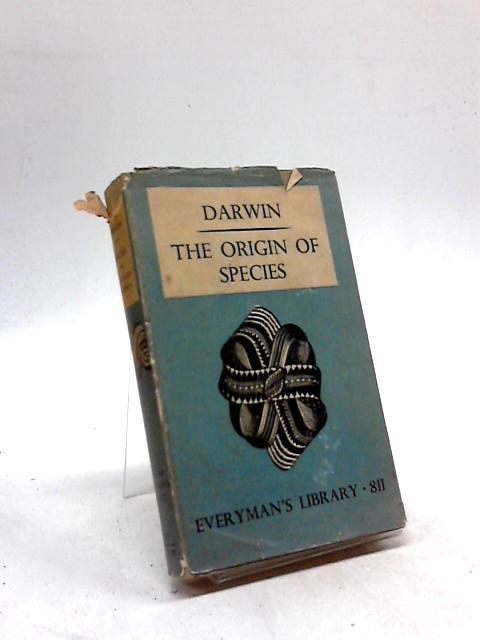 DARWIN
THE ORIGIN OF
SPECIES
EVERYMAN'S LIBRARY · 811